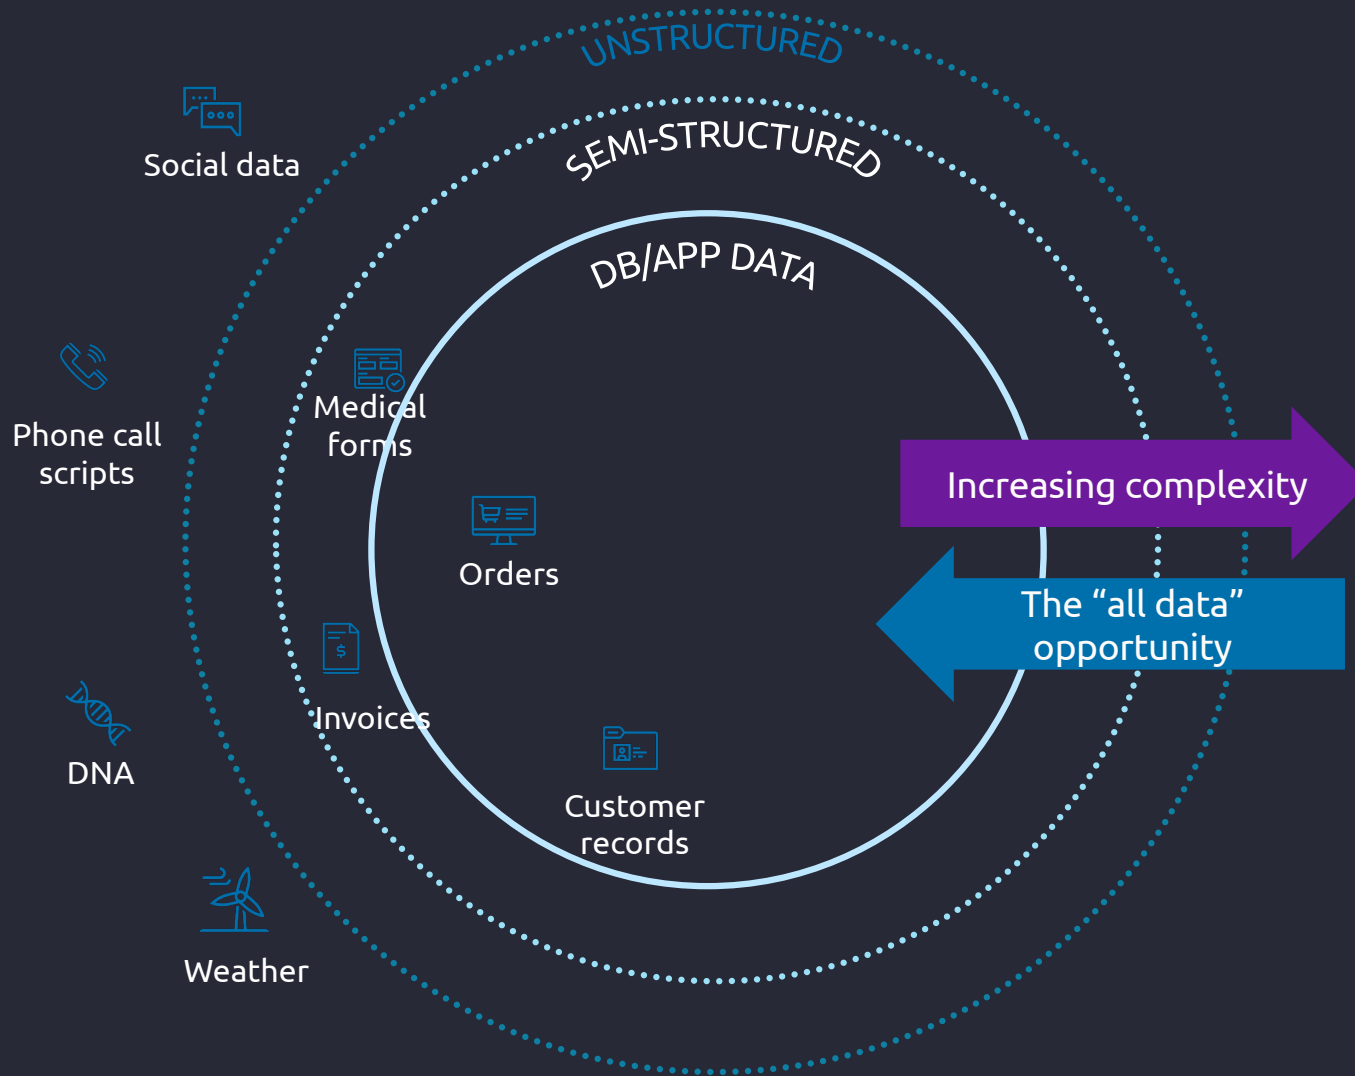 UNSTRUCTURED
SEMI-STRUCTURED
DB/APP DATA
Social data
Phone call
scripts
Medical
forms
Orders
Invoices
DNA
Customer
records
Weather
Increasing complexity
The “all data”
opportunity